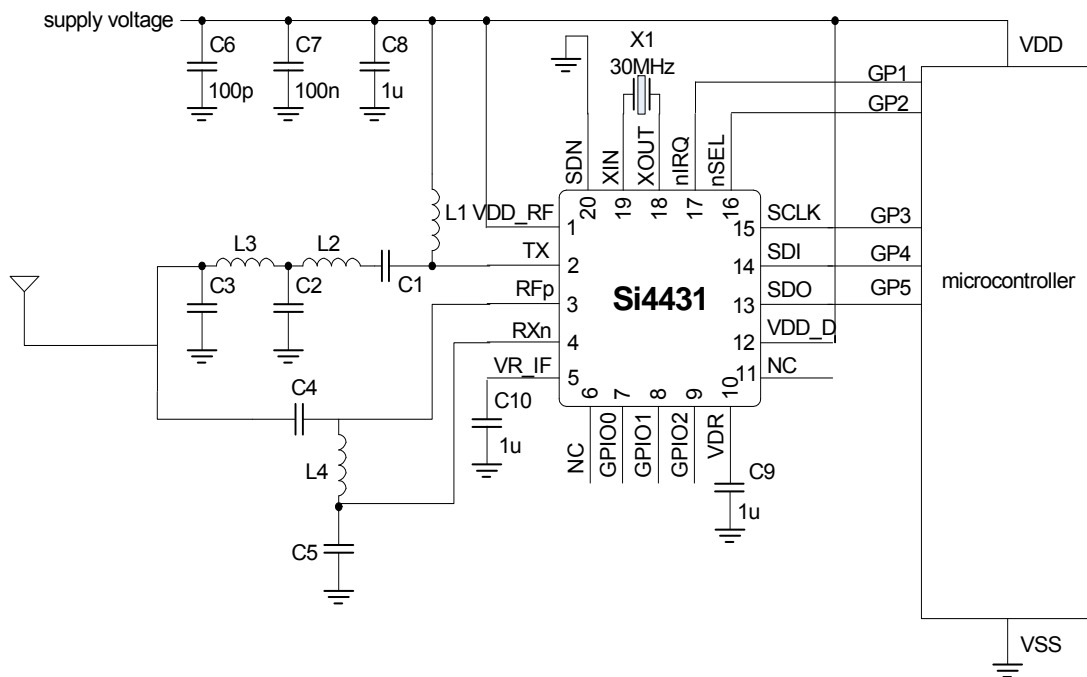 supply voltage
C6
100p
C7
100n
C8
1u
X1
30MHz
VDD
GP1
GP2
SDN
XIN
XOUT
nIRQ
nSEL
20
19
18
17
16
L1
VDD_RF
1
TX
2
RFp
3
RXn
4
VR_IF
5
Si4431
15
SCLK
GP3
14
SDI
GP4
13
SDO
GP5
12
VDD_D
11
NC
microcontroller
L3
L2
C1
C3
C2
C4
L4
C5
C10
1u
6
7
8
9
10
NC
GPIO0
GPIO1
GPIO2
VDR
C9
1u
VSS